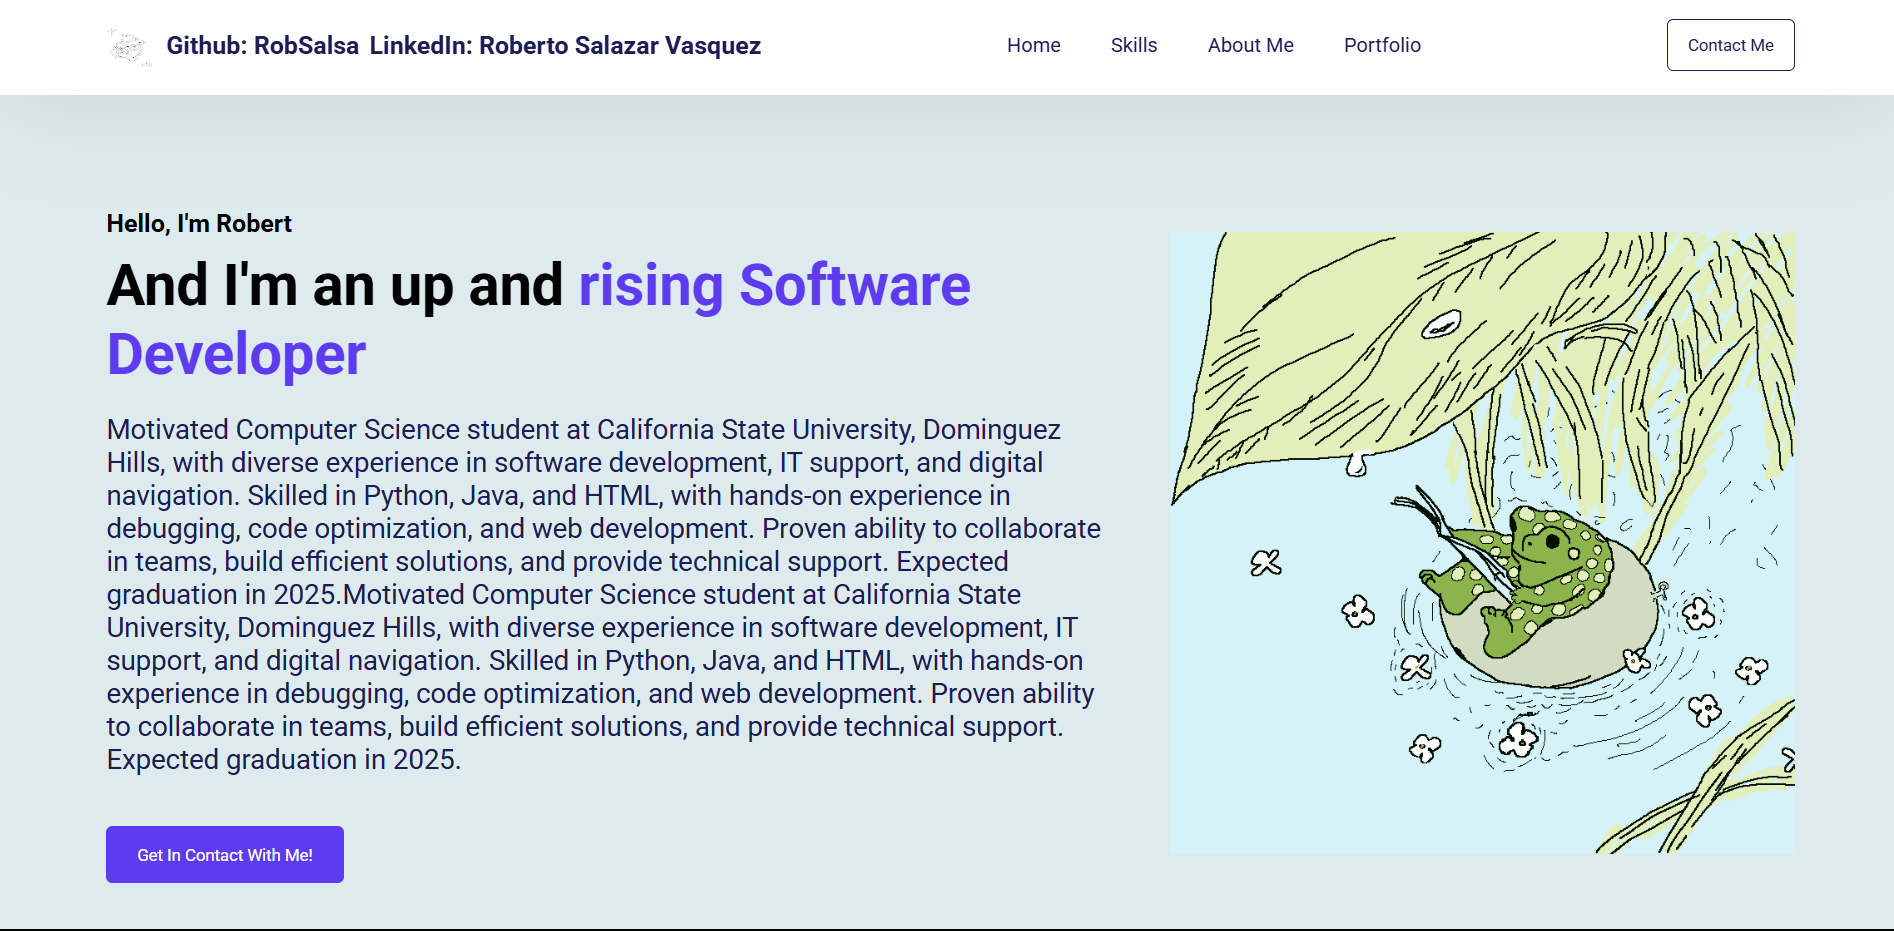 Github: RobSalsa LinkedIn: Roberto Salazar Vasquez
Home Skills About Me Portfolio
Contact Me
Hello, I'm Robert
And I'm an up and rising Software
Developer
Motivated Computer Science student at California State University, Dominguez
Hills, with diverse experience in software development, IT support, and digital
navigation. Skilled in Python, Java, and HTML, with hands-on experience in
debugging, code optimization, and web development. Proven ability to collaborate
in teams, build efficient solutions, and provide technical support. Expected
graduation in 2025.Motivated Computer Science student at California State
University, Dominguez Hills, with diverse experience in software development, IT
support, and digital navigation. Skilled in Python, Java, and HTML, with hands-on
experience in debugging, code optimization, and web development. Proven ability
to collaborate in teams, build efficient solutions, and provide technical support.
Expected graduation in 2025.
Get In Contact With Me!